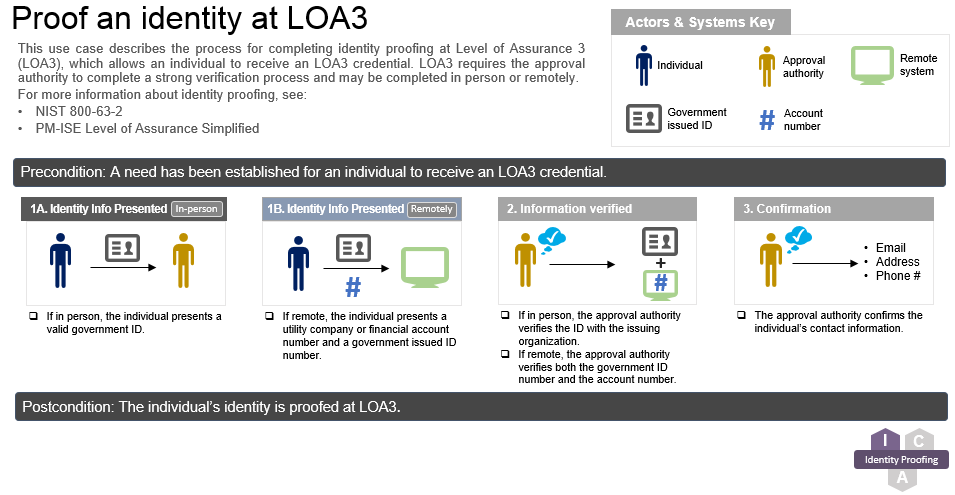 Proof an identity at LOA3
This use case describes the process for completing identity proofing at Level of Assurance 3
(LOA3), which allows an individual to receive an LOA3 credential. LOA3 requires the approval
authority to complete a strong verification process and may be completed in person or remotely.
For more information about identity proofing, see:
• NIST 800-63-2
• PM-ISE Level of Assurance Simplified
Actors & Systems Key
Individual
Approval
authority
Remote
system
Government
issued ID
#
Account
number
Precondition: A need has been established for an individual to receive an LOA3 credential.
1A. Identity Info Presented In-person
❑ If in person, the individual presents a
valid government ID.
1B. Identity Info Presented Remotely
#
❑ If remote, the individual presents a
utility company or financial account
number and a government issued ID
number.
2. Information verified
+
#
❑ If in person, the approval authority
verifies the ID with the issuing
organization.
❑ If remote, the approval authority
verifies both the government ID
number and the account number.
3. Confirmation
• Email
• Address
• Phone #
❑ The approval authority confirms the
individual's contact information.
Postcondition: The individual's identity is proofed at LOA3.
I C
Identity Proofing
A